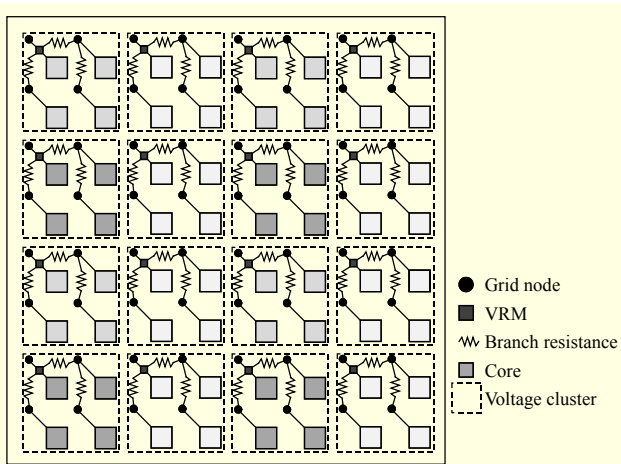 Grid node
VRM
Branch resistance
Core
Voltage cluster